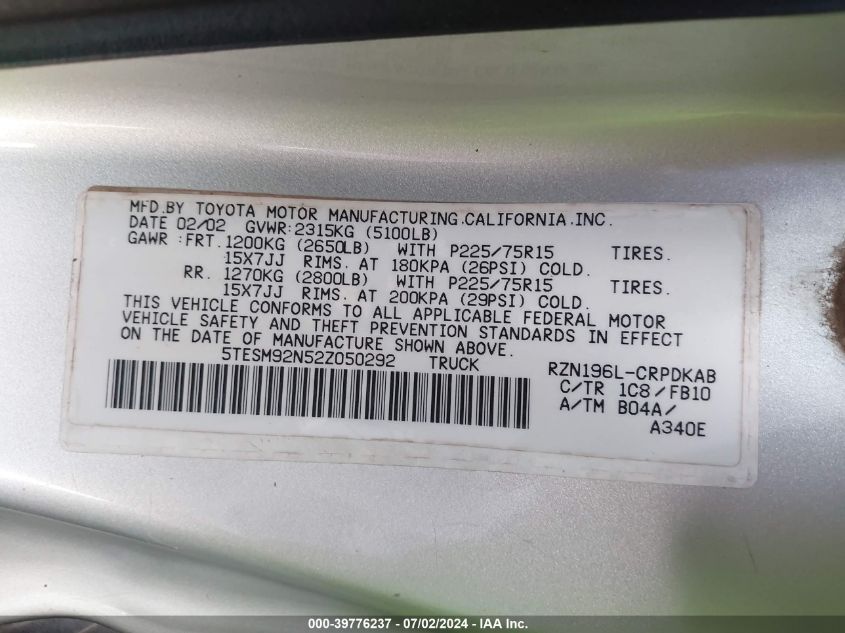 MFD.BY TOYOTA MOTOR MANUFACTURING.CALIFORNIA.INC.
DATE 02/02 GVWR:2315KG (5100LB)
GAWR:FRT.1200KG (2650LB) WITH P225/75R15 TIRES.
15X7JJ RIMS. AT 180KPA (26PSI) COLD.
RR. 1270KG (2800LB) WITH P225/75R15 TIRES.
15X7JJ RIMS. AT 200KPA (29PSI) COLD.
THIS VEHICLE CONFORMS TO ALL APPLICABLE FEDERAL MOTOR
VEHICLE SAFETY AND THEFT PREVENTION STANDARDS IN EFFECT
ON THE DATE OF MANUFACTURE SHOWN ABOVE.
5TESM92N52Z050292 TRUCK RZN196L-CRPDKAB
C/TR 1C8/FB10
A/TM B04A/
A340E
000-39776237 - 07/02/2024 - IAA Inc.